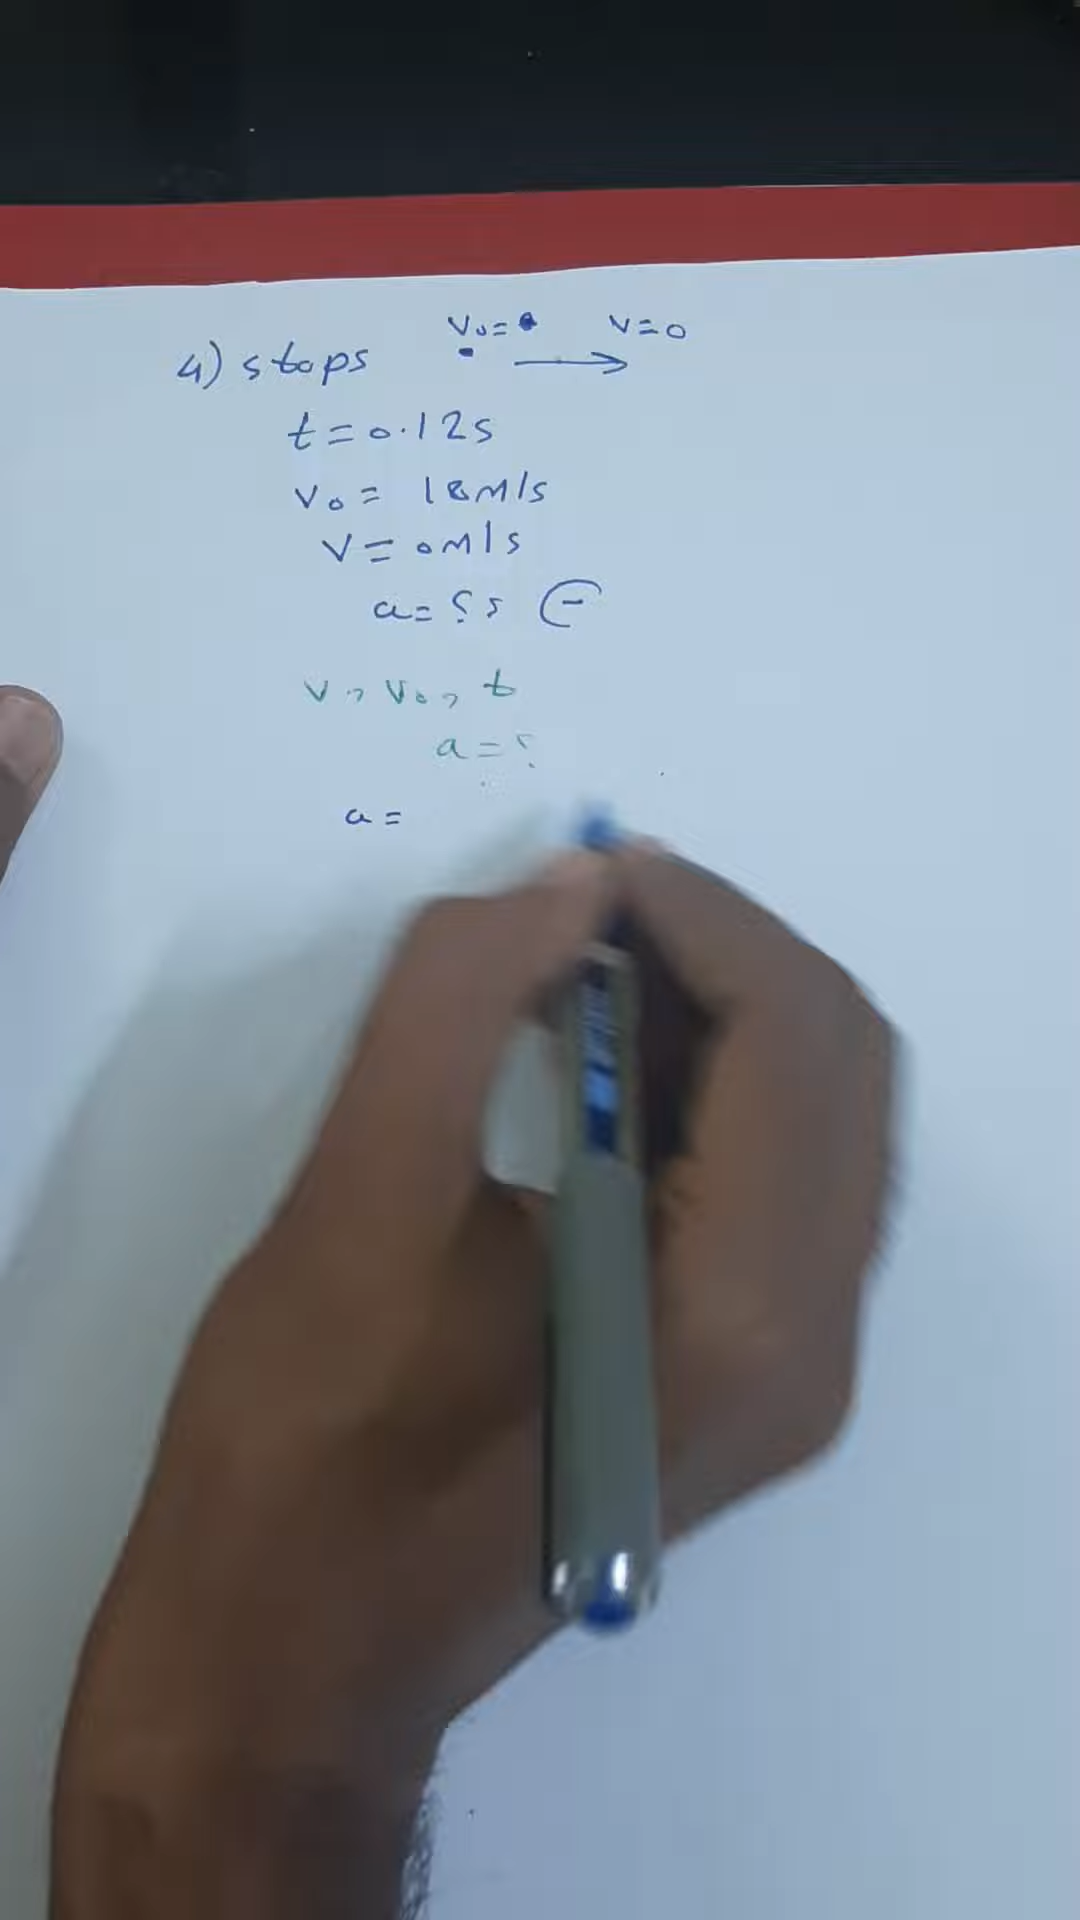 v₀=• v=0
4) stops
t=0.12s
v₀= 18m/s
v=0m/s
a=?? (-
v, v₀, t
a=?
a=